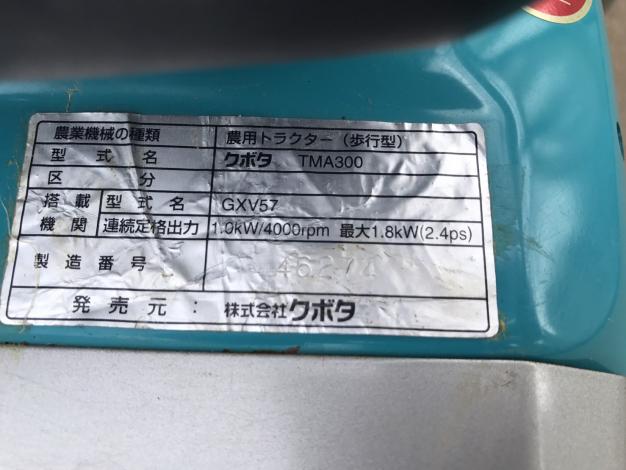 農業機械の種類 農用トラクター（歩行型）
型式名 クボタ TMA300
区分
搭載機関 型式名 GXV57
連続定格出力 1.0kW/4000rpm 最大1.8kW(2.4ps)
製造番号
発売元： 株式会社クボタ